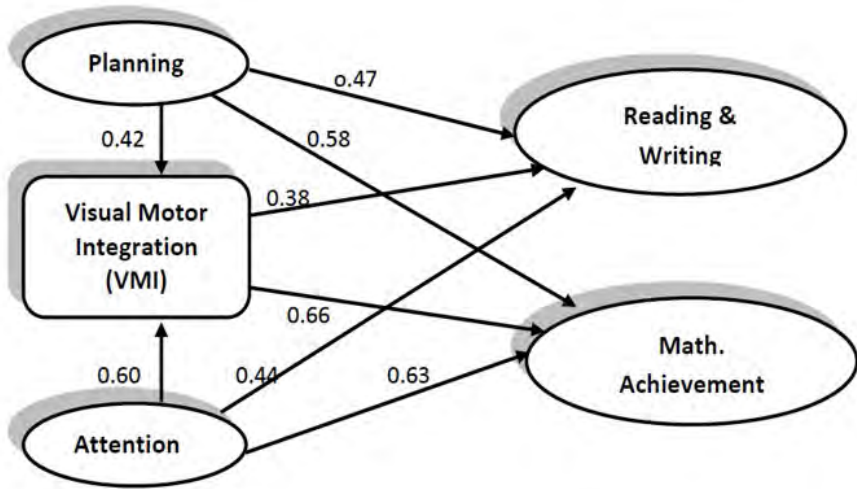 Planning
o.47
0.58
0.42
Reading &
Writing
Visual Motor
Integration
(VMI)
0.38
0.66
0.60
0.44
0.63
Math.
Achievement
Attention